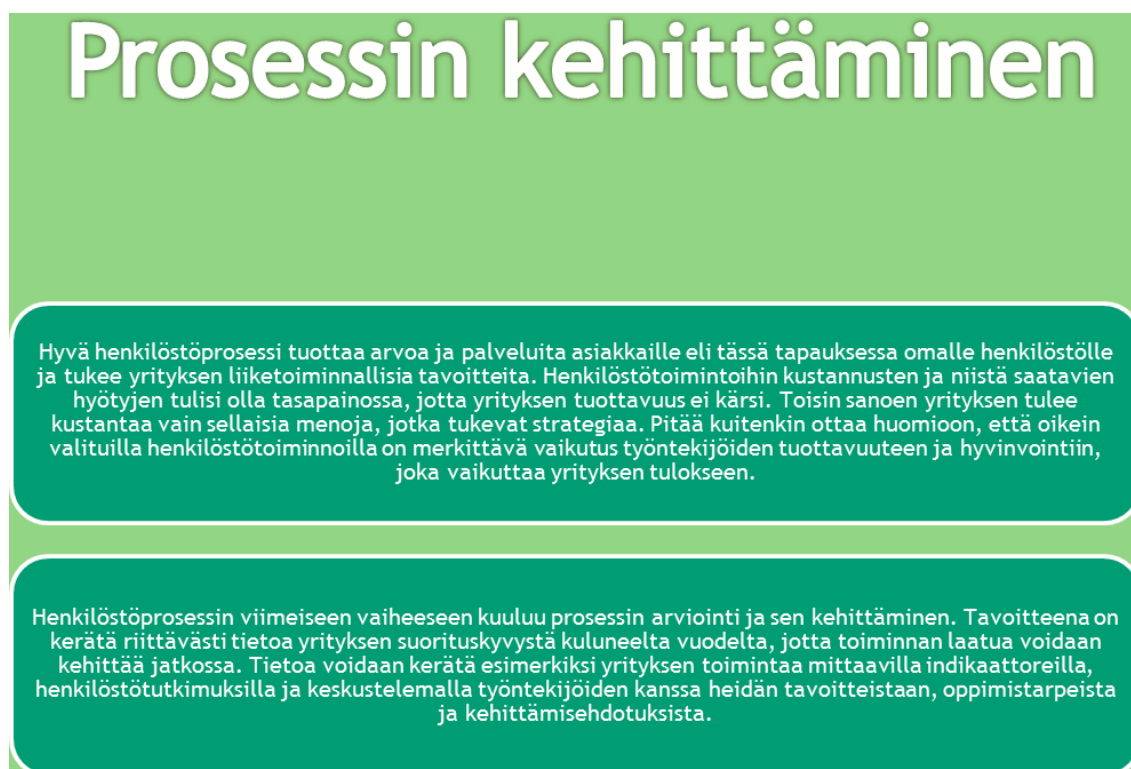 Prosessin kehittäminen
Hyvä henkilöstöprosessi tuottaa arvoa ja palveluita asiakkaille eli tässä tapauksessa omalle henkilöstölle
ja tukee yrityksen liiketoiminnallisia tavoitteita. Henkilöstötoimintoihin kustannusten ja niistä saatavien
hyötyjen tulisi olla tasapainossa, jotta yrityksen tuottavuus ei kärsi. Toisin sanoen yrityksen tulee
kustantaa vain sellaisia menoja, jotka tukevat strategiaa. Pitää kuitenkin ottaa huomioon, että oikein
valituilla henkilöstötoiminnoilla on merkittävä vaikutus työntekijöiden tuottavuuteen ja hyvinvointiin,
joka vaikuttaa yrityksen tulokseen.
Henkilöstöprosessin viimeiseen vaiheeseen kuuluu prosessin arviointi ja sen kehittäminen. Tavoitteena on
kerätä riittävästi tietoa yrityksen suorituskyvystä kuluneelta vuodelta, jotta toiminnan laatua voidaan
kehittää jatkossa. Tietoa voidaan kerätä esimerkiksi yrityksen toimintaa mittaavilla indikaattoreilla,
henkilöstötutkimuksilla ja keskustelemalla työntekijöiden kanssa heidän tavoitteistaan, oppimistarpeista
ja kehittämisehdotuksista.